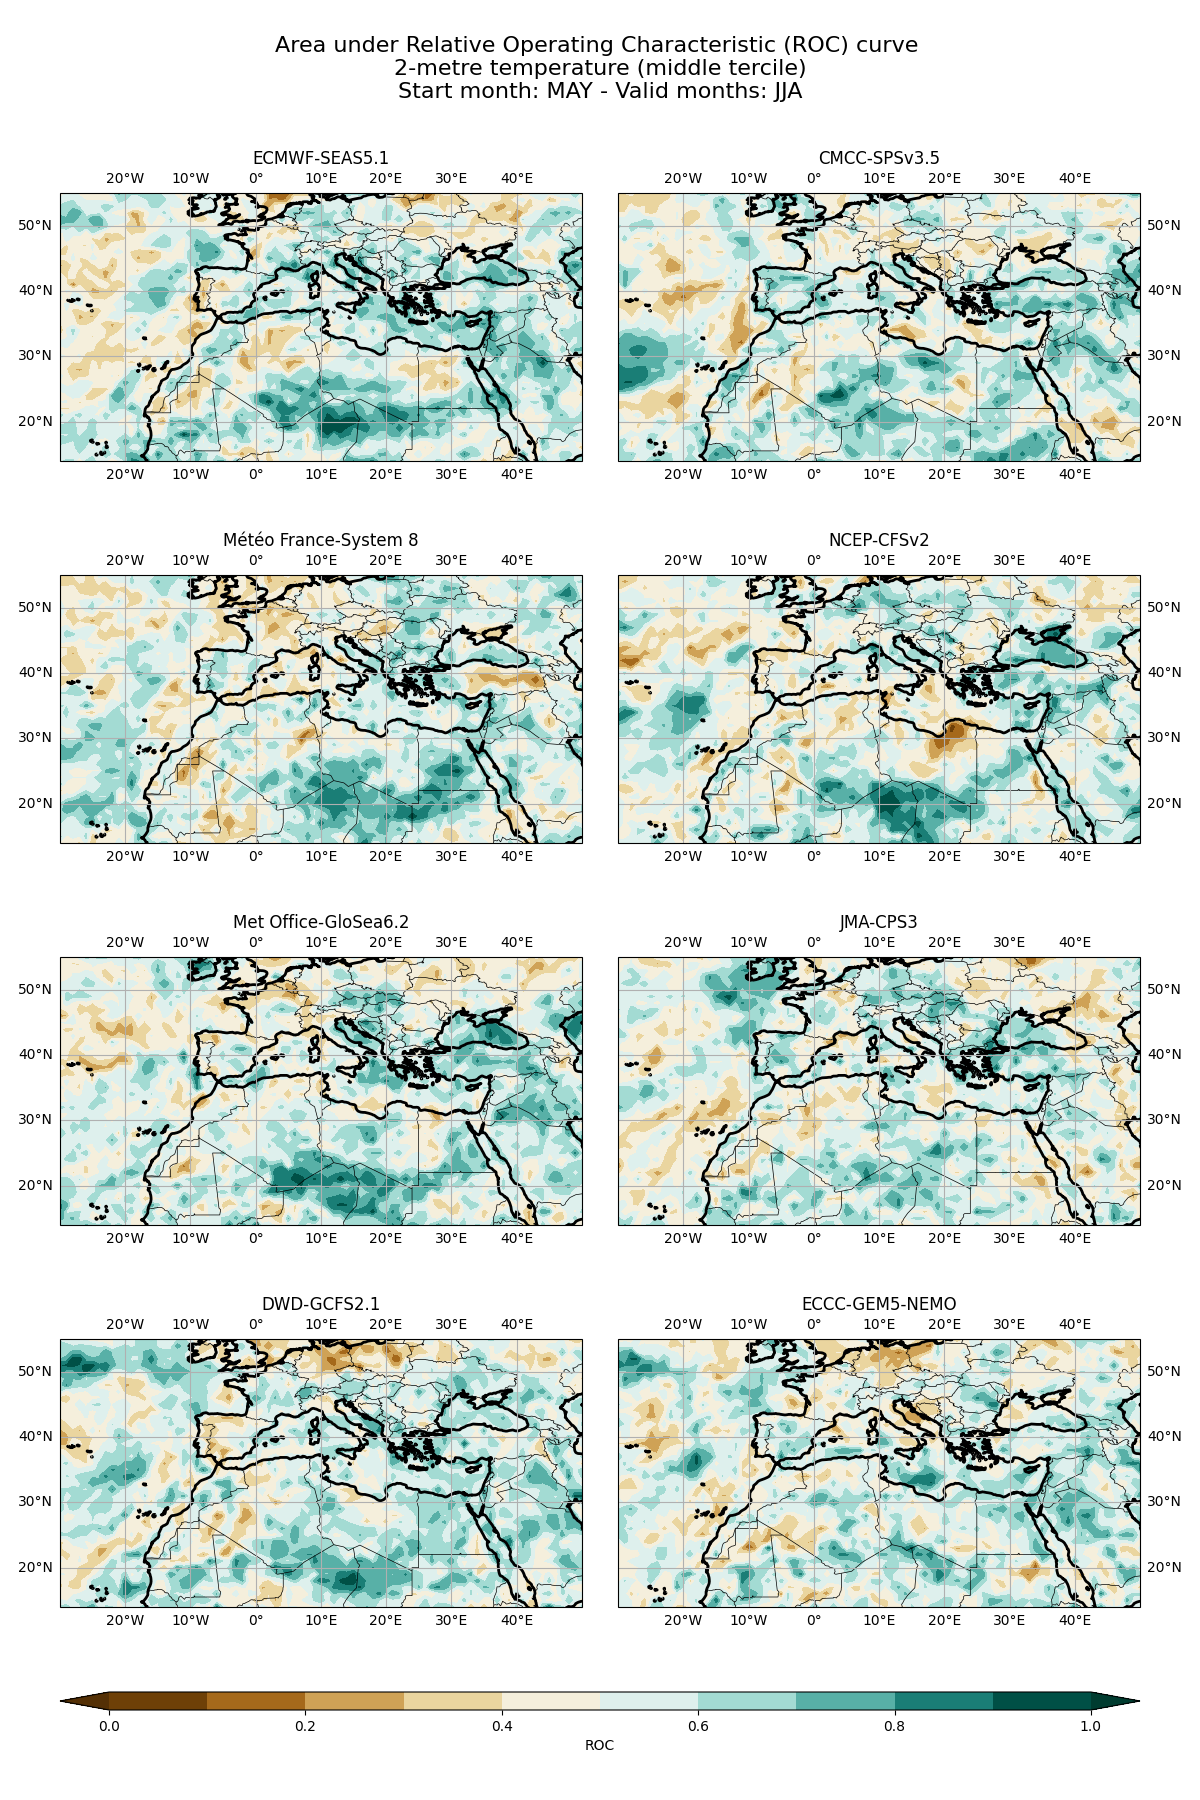 Area under Relative Operating Characteristic (ROC) curve
2-metre temperature (middle tercile)
Start month: MAY - Valid months: JJA
ECMWF-SEAS5.1
20°W 10°W 0° 10°E 20°E 30°E 40°E
50°N
40°N
30°N
20°N
20°W 10°W 0° 10°E 20°E 30°E 40°E
CMCC-SPSv3.5
20°W 10°W 0° 10°E 20°E 30°E 40°E
50°N
40°N
30°N
20°N
20°W 10°W 0° 10°E 20°E 30°E 40°E
Météo France-System 8
20°W 10°W 0° 10°E 20°E 30°E 40°E
50°N
40°N
30°N
20°N
20°W 10°W 0° 10°E 20°E 30°E 40°E
NCEP-CFSv2
20°W 10°W 0° 10°E 20°E 30°E 40°E
50°N
40°N
30°N
20°N
20°W 10°W 0° 10°E 20°E 30°E 40°E
Met Office-GloSea6.2
20°W 10°W 0° 10°E 20°E 30°E 40°E
50°N
40°N
30°N
20°N
20°W 10°W 0° 10°E 20°E 30°E 40°E
JMA-CPS3
20°W 10°W 0° 10°E 20°E 30°E 40°E
50°N
40°N
30°N
20°N
20°W 10°W 0° 10°E 20°E 30°E 40°E
DWD-GCFS2.1
20°W 10°W 0° 10°E 20°E 30°E 40°E
50°N
40°N
30°N
20°N
20°W 10°W 0° 10°E 20°E 30°E 40°E
ECCC-GEM5-NEMO
20°W 10°W 0° 10°E 20°E 30°E 40°E
50°N
40°N
30°N
20°N
20°W 10°W 0° 10°E 20°E 30°E 40°E
0.0 0.2 0.4 0.6 0.8 1.0
ROC